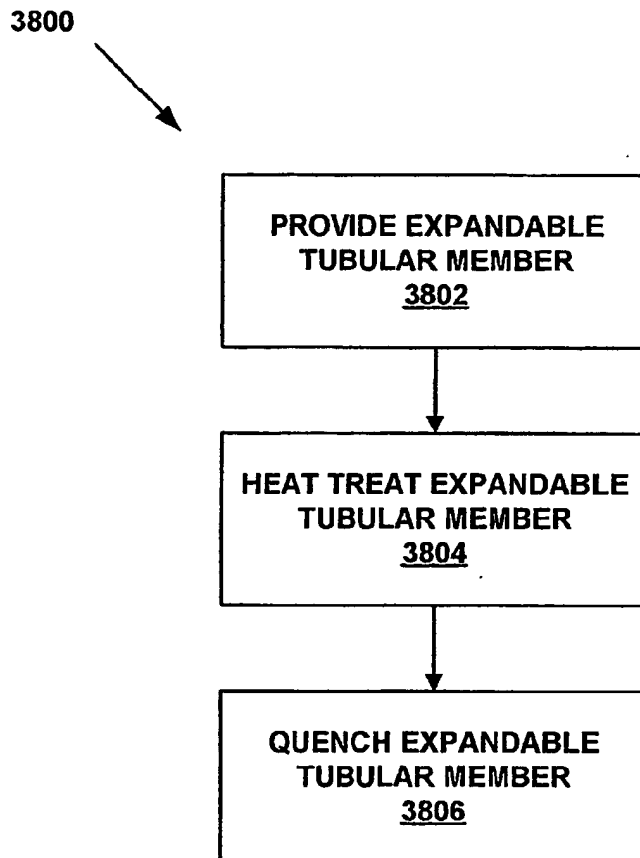 3800
PROVIDE EXPANDABLE
TUBULAR MEMBER
3802
HEAT TREAT EXPANDABLE
TUBULAR MEMBER
3804
QUENCH EXPANDABLE
TUBULAR MEMBER
3806